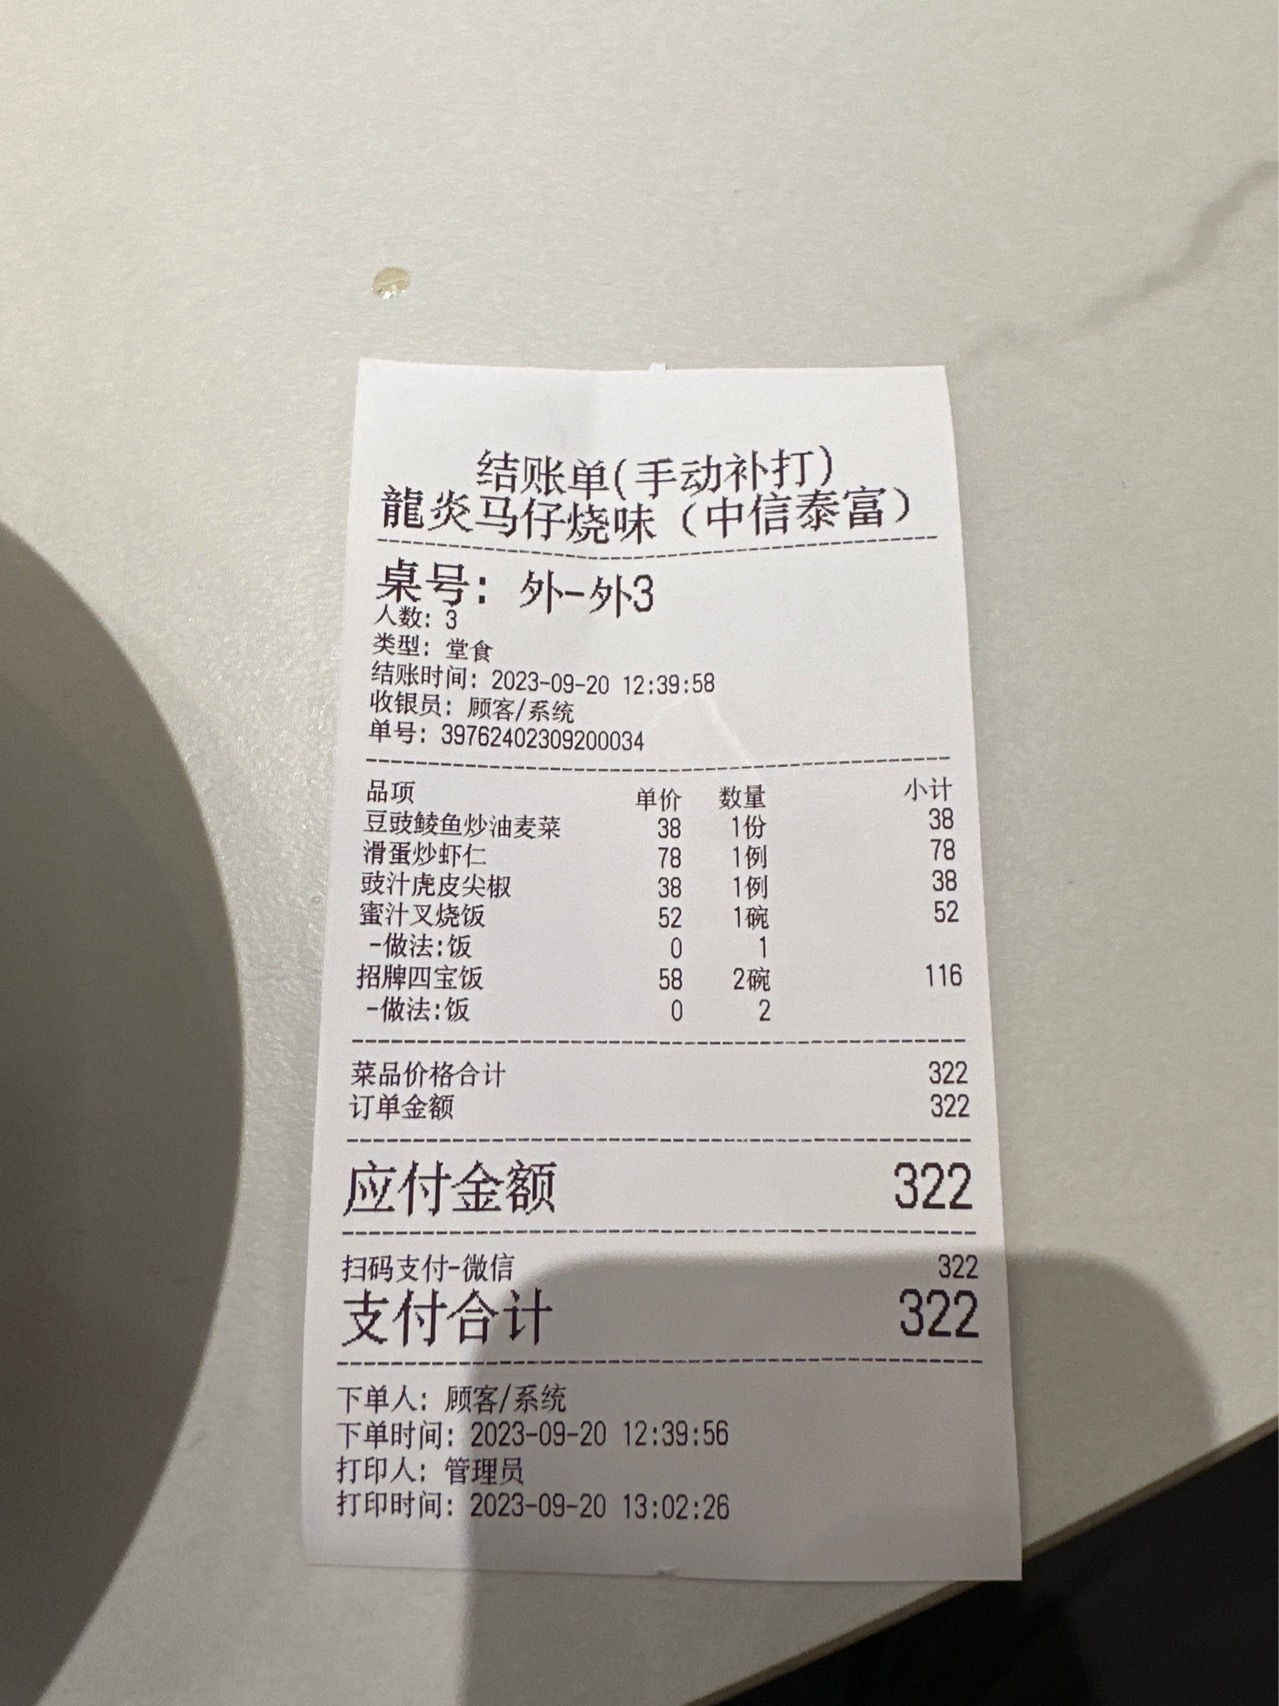 结账单(手动补打)
龍炎马仔烧味（中信泰富）
桌号: 外-外3
人数: 3
类型: 堂食
结账时间: 2023-09-20 12:39:58
收银员: 顾客/系统
单号: 39762402309200034
品项 单价 数量 小计
豆豉鲮鱼炒油麦菜 38 1份 38
滑蛋炒虾仁 78 1例 78
豉汁虎皮尖椒 38 1例 38
蜜汁叉烧饭 52 1碗 52
-做法:饭 0 1
招牌四宝饭 58 2碗 116
-做法:饭 0 2
菜品价格合计 322
订单金额 322
应付金额 322
扫码支付-微信 322
支付合计 322
下单人: 顾客/系统
下单时间: 2023-09-20 12:39:56
打印人: 管理员
打印时间: 2023-09-20 13:02:26